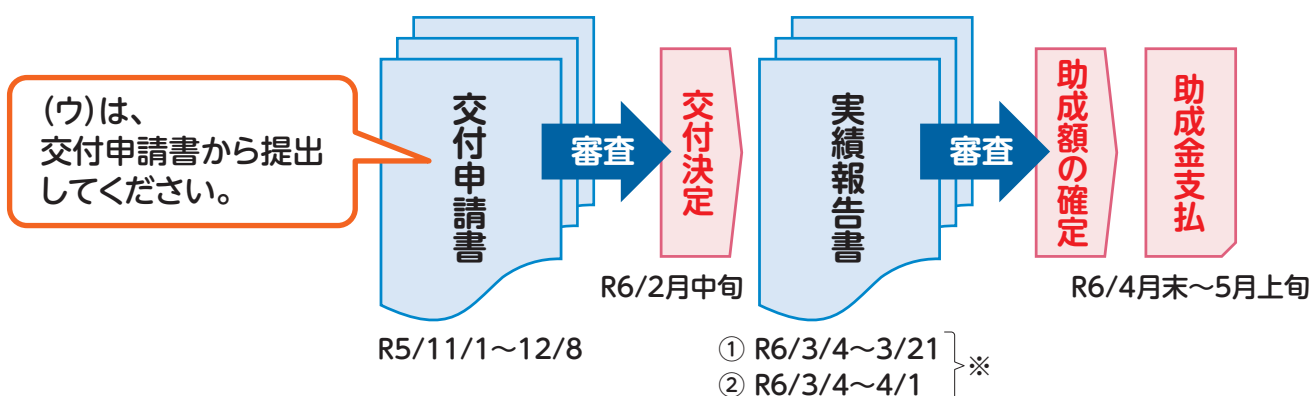 (ウ)は、
交付申請書から提出
してください。
交付申請書
審査
交付決定
実績報告書
審査
助成額の確定
助成金支払
R6/2月中旬
R6/4月末～5月上旬
R5/11/1～12/8
① R6/3/4～3/21
※
② R6/3/4～4/1